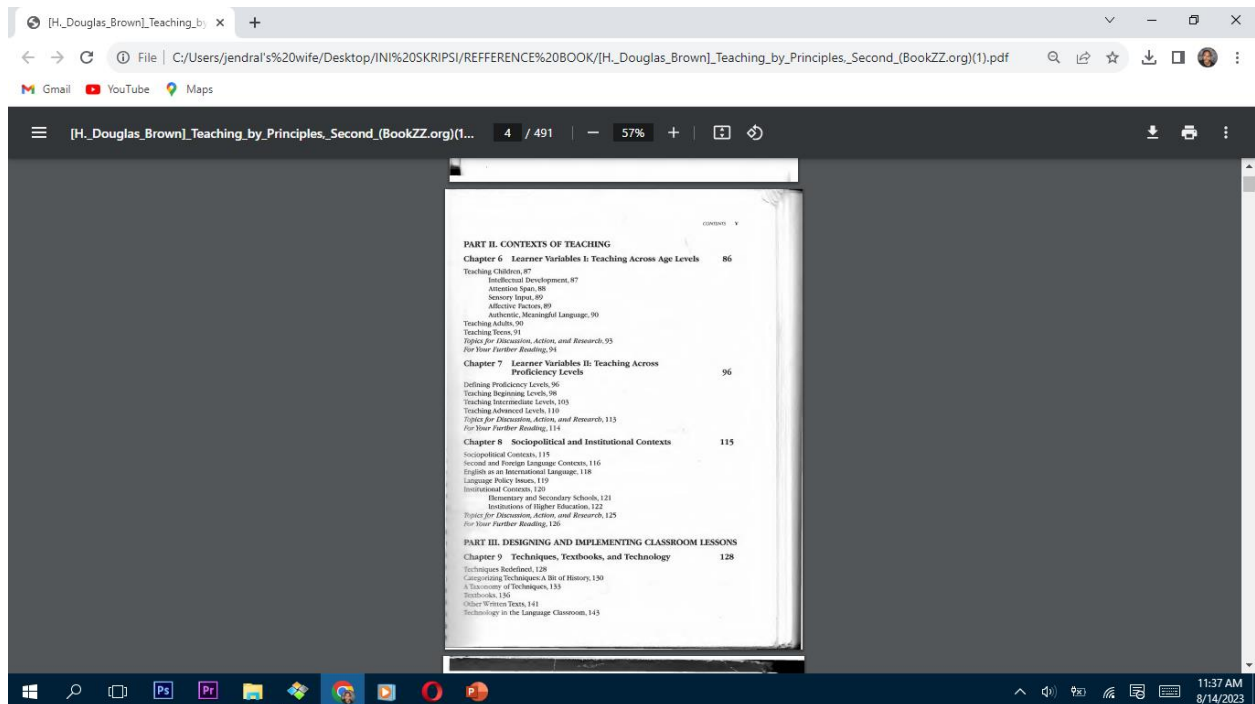 [H._Douglas_Brown]_Teaching_by
File | C:/Users/jendral's%20wife/Desktop/INI%20SKRIPSI/REFFERENCE%20BOOK/[H._Douglas_Brown]_Teaching_by_Principles,_Second_(BookZZ.org)(1).pdf
Gmail YouTube Maps
[H._Douglas_Brown]_Teaching_by_Principles,_Second_(BookZZ.org)(1... 4 / 491 | − 57% +
CONTENTS v
PART II. CONTEXTS OF TEACHING
Chapter 6 Learner Variables I: Teaching Across Age Levels 86
Teaching Children, 87
Intellectual Development, 87
Attention Span, 88
Sensory Input, 89
Affective Factors, 89
Authentic, Meaningful Language, 90
Teaching Adults, 90
Teaching Teens, 91
Topics for Discussion, Action, and Research, 93
For Your Further Reading, 94
Chapter 7 Learner Variables II: Teaching Across
Proficiency Levels 96
Defining Proficiency Levels, 96
Teaching Beginning Levels, 98
Teaching Intermediate Levels, 103
Teaching Advanced Levels, 110
Topics for Discussion, Action, and Research, 113
For Your Further Reading, 114
Chapter 8 Sociopolitical and Institutional Contexts 115
Sociopolitical Contexts, 115
Second and Foreign Language Contexts, 116
English as an International Language, 118
Language Policy Issues, 119
Institutional Contexts, 120
Elementary and Secondary Schools, 121
Institutions of Higher Education, 122
Topics for Discussion, Action, and Research, 125
For Your Further Reading, 126
PART III. DESIGNING AND IMPLEMENTING CLASSROOM LESSONS
Chapter 9 Techniques, Textbooks, and Technology 128
Techniques Redefined, 128
Categorizing Techniques: A Bit of History, 130
A Taxonomy of Techniques, 133
Textbooks, 136
Other Written Texts, 141
Technology in the Language Classroom, 143
Ps Pr
11:37 AM
8/14/2023